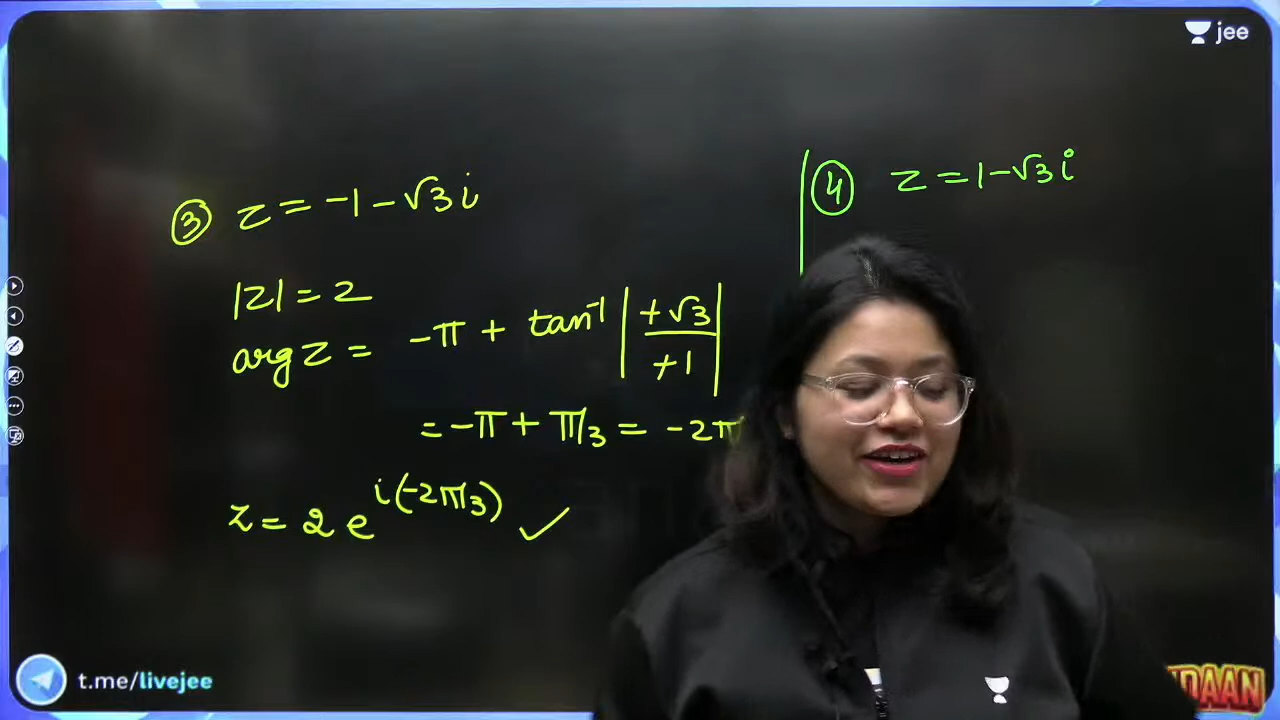 jee
③ z = -1 - √3 i
|z| = 2
arg z = -π + tan⁻¹ |+√3/+1|
= -π + π/3 = -2π
z = 2 e^{i(-2π/3)} ✓
④ z = 1 - √3 i
t.me/livejee